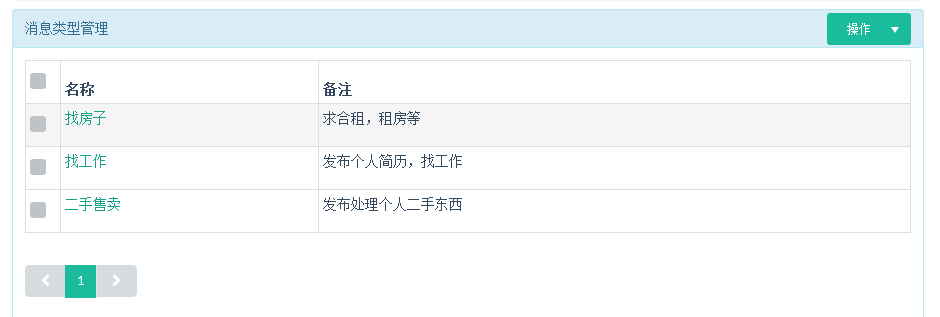 消息类型管理
操作
名称 备注
找房子 求合租，租房等
找工作 发布个人简历，找工作
二手售卖 发布处理个人二手东西
1